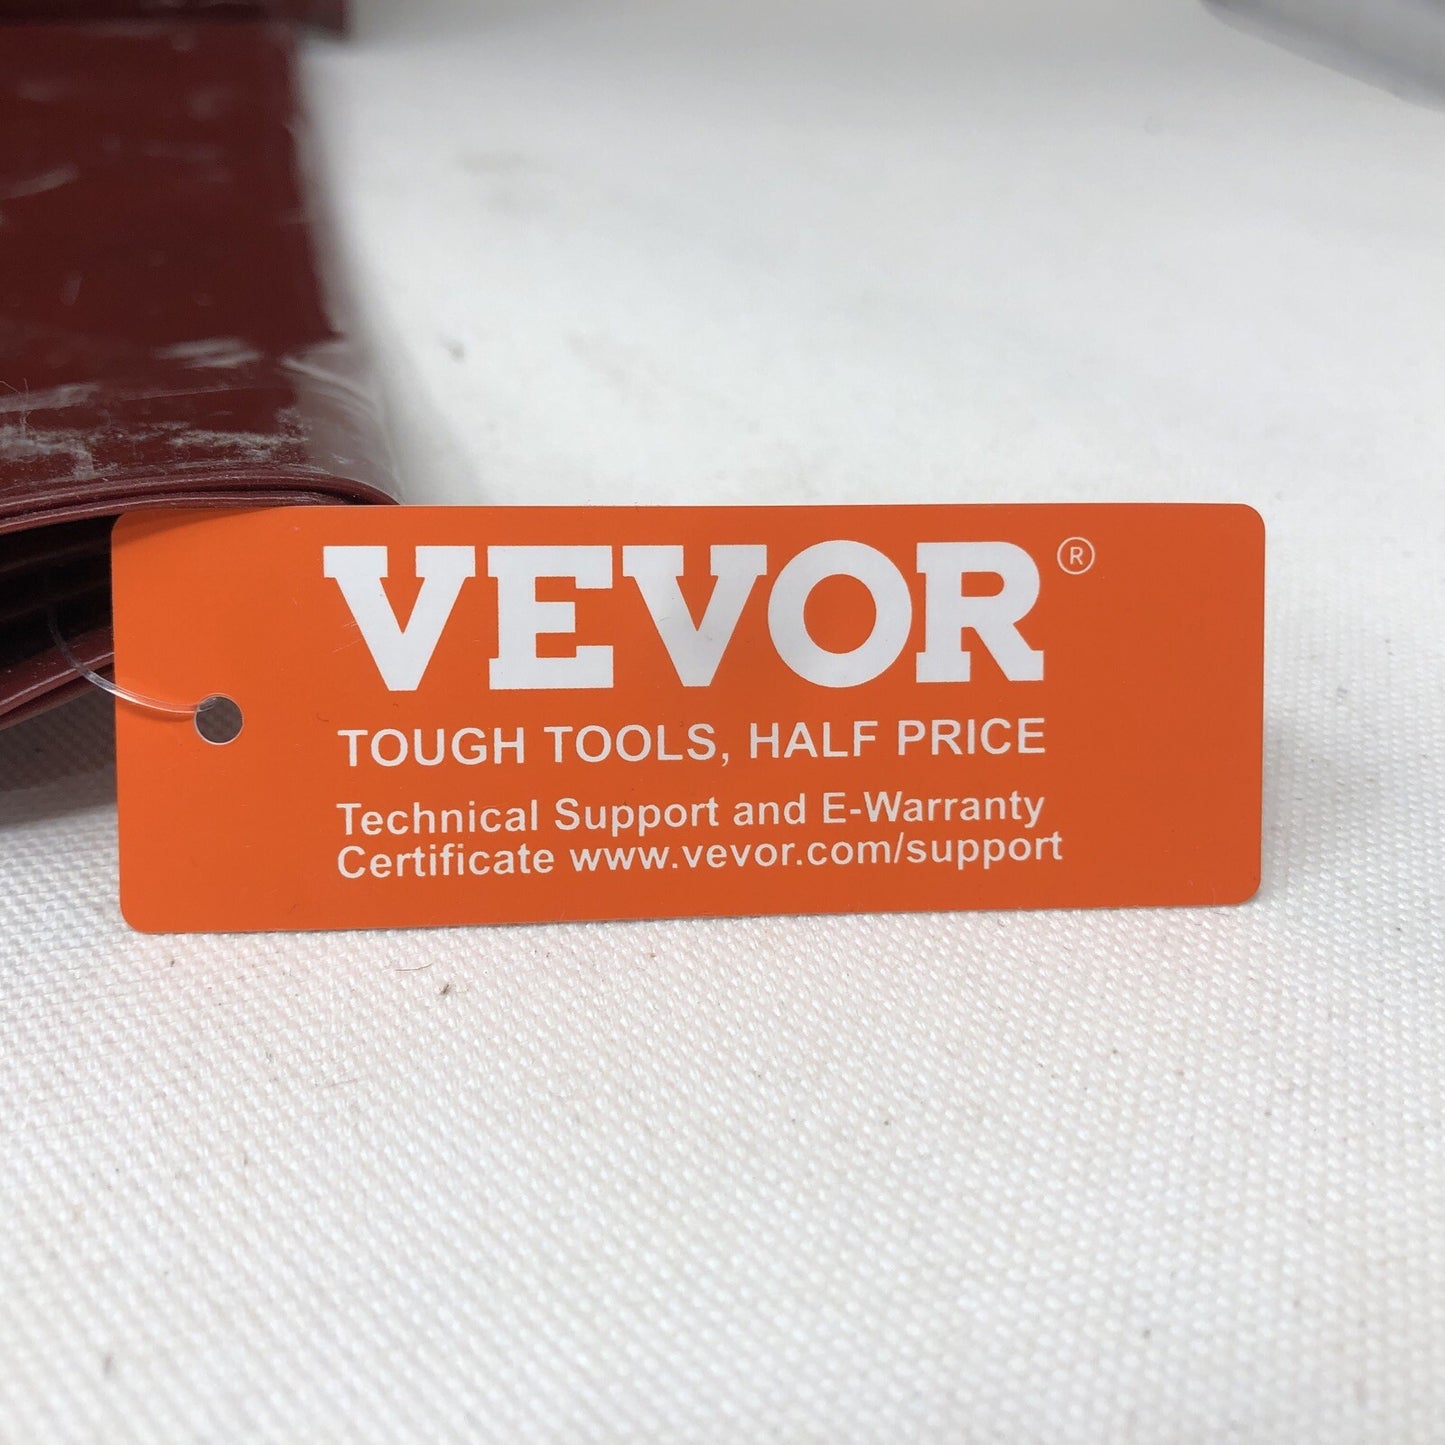 VEVOR®
TOUGH TOOLS, HALF PRICE
Technical Support and E-Warranty
Certificate www.vevor.com/support